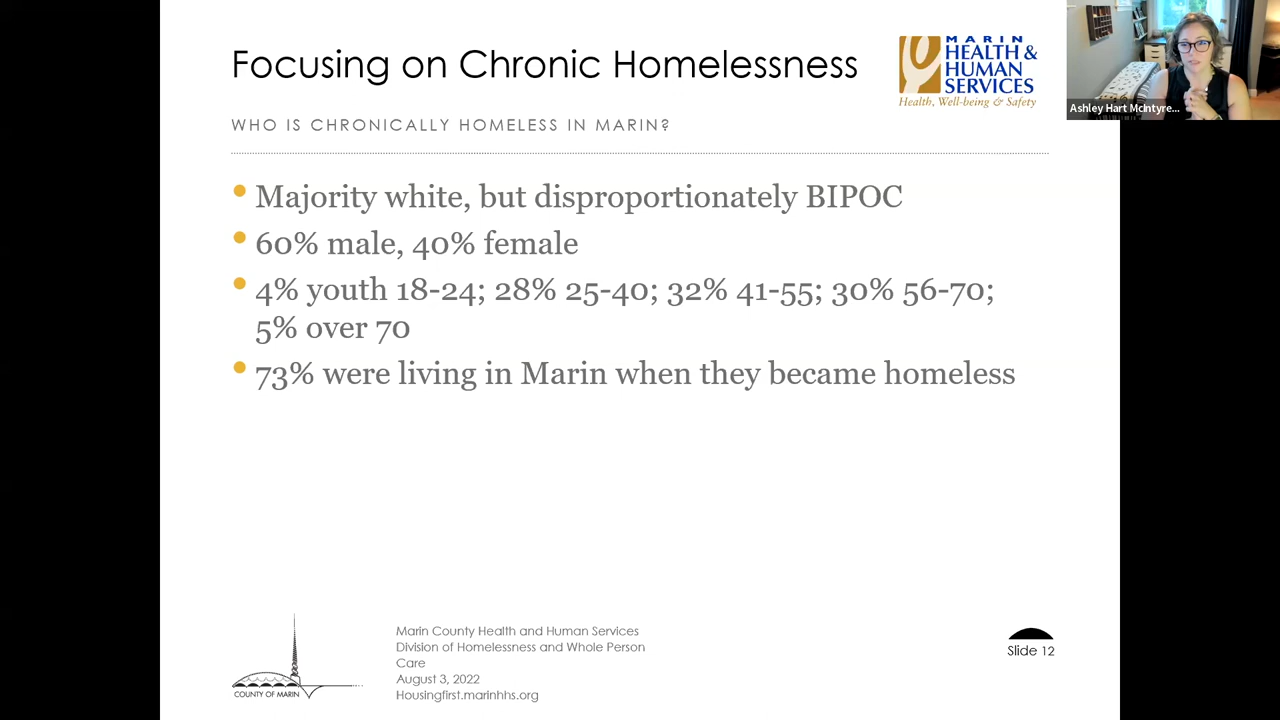 Focusing on Chronic Homelessness
MARIN
HEALTH &
HUMAN
SERVICES
Health, Well-being & Safety
Ashley Hart McIntyre...
WHO IS CHRONICALLY HOMELESS IN MARIN?
• Majority white, but disproportionately BIPOC
• 60% male, 40% female
• 4% youth 18-24; 28% 25-40; 32% 41-55; 30% 56-70;
5% over 70
• 73% were living in Marin when they became homeless
COUNTY OF MARIN
Marin County Health and Human Services
Division of Homelessness and Whole Person
Care
August 3, 2022
Housingfirst.marinhhs.org
Slide 12